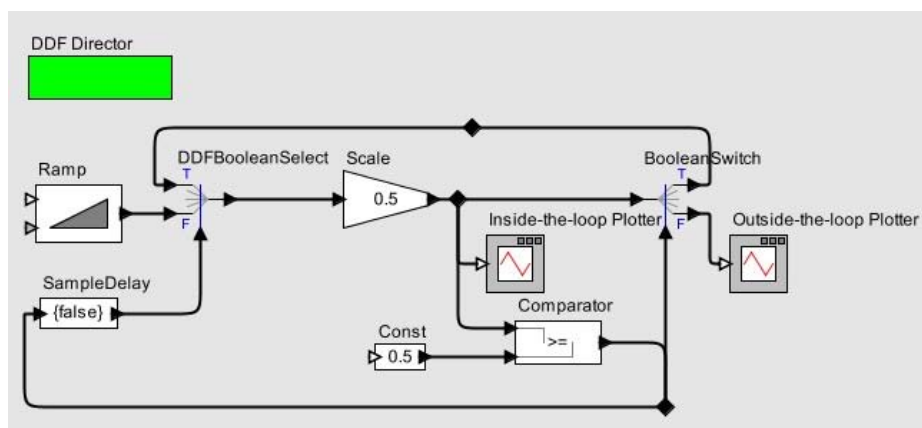 DDF Director
DDFBooleanSelect
Scale
BooleanSwitch
Ramp
T
F
0.5
T
F
Inside-the-loop Plotter
Outside-the-loop Plotter
SampleDelay
{false}
Comparator
Const
0.5
>=